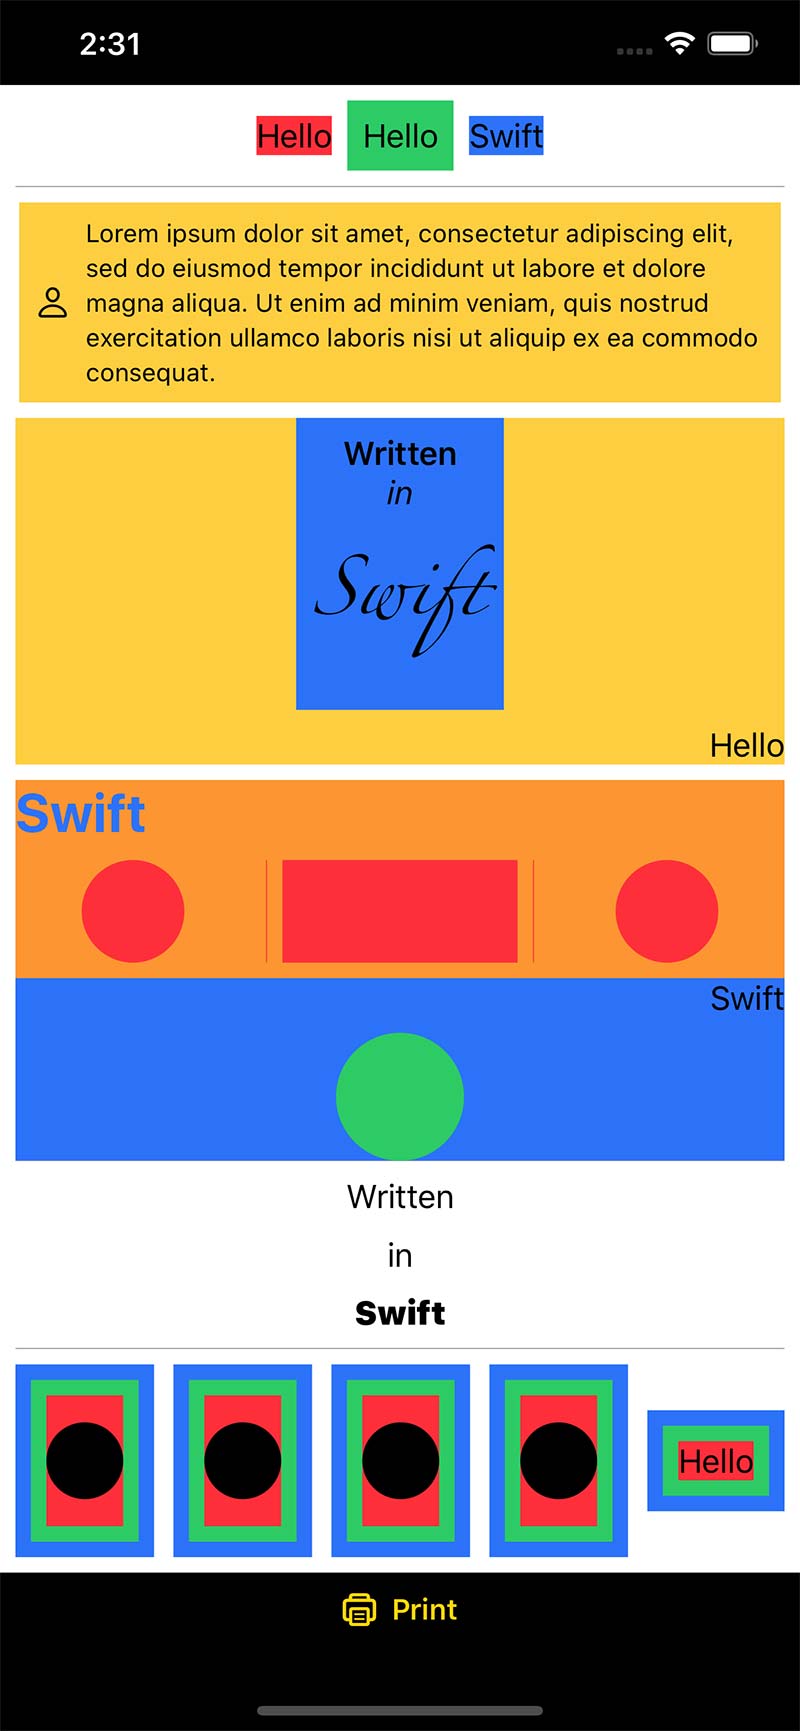 2:31
Hello Hello Swift
Lorem ipsum dolor sit amet, consectetur adipiscing elit,
sed do eiusmod tempor incididunt ut labore et dolore
magna aliqua. Ut enim ad minim veniam, quis nostrud
exercitation ullamco laboris nisi ut aliquip ex ea commodo
consequat.
Written
in
Swift
Hello
Swift
Swift
Written
in
Swift
Hello
Print